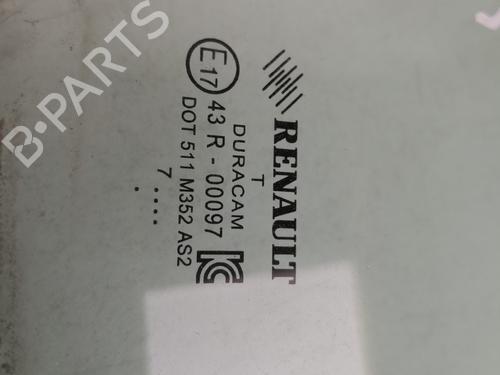 RENAULT
T
DURACAM
E17 43 R - 00097
DOT 511 M352 AS2
7 ....
.   .
B-PARTS